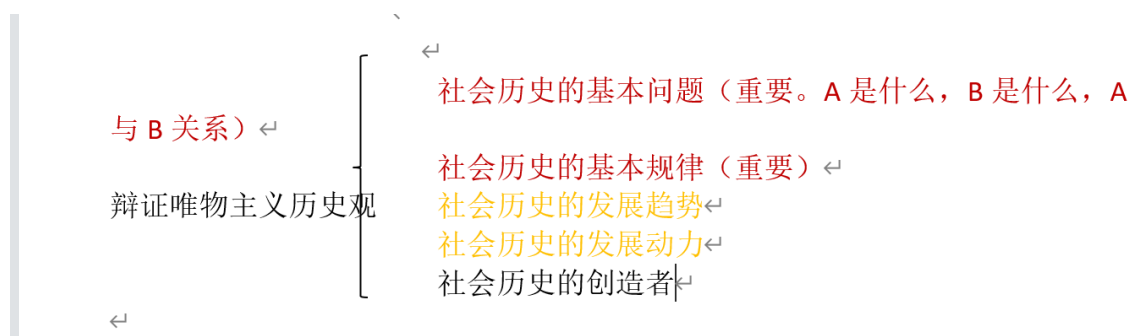 社会历史的基本问题（重要。A 是什么，B 是什么，A
与 B 关系）
社会历史的基本规律（重要）
辩证唯物主义历史观 社会历史的发展趋势
社会历史的发展动力
社会历史的创造者